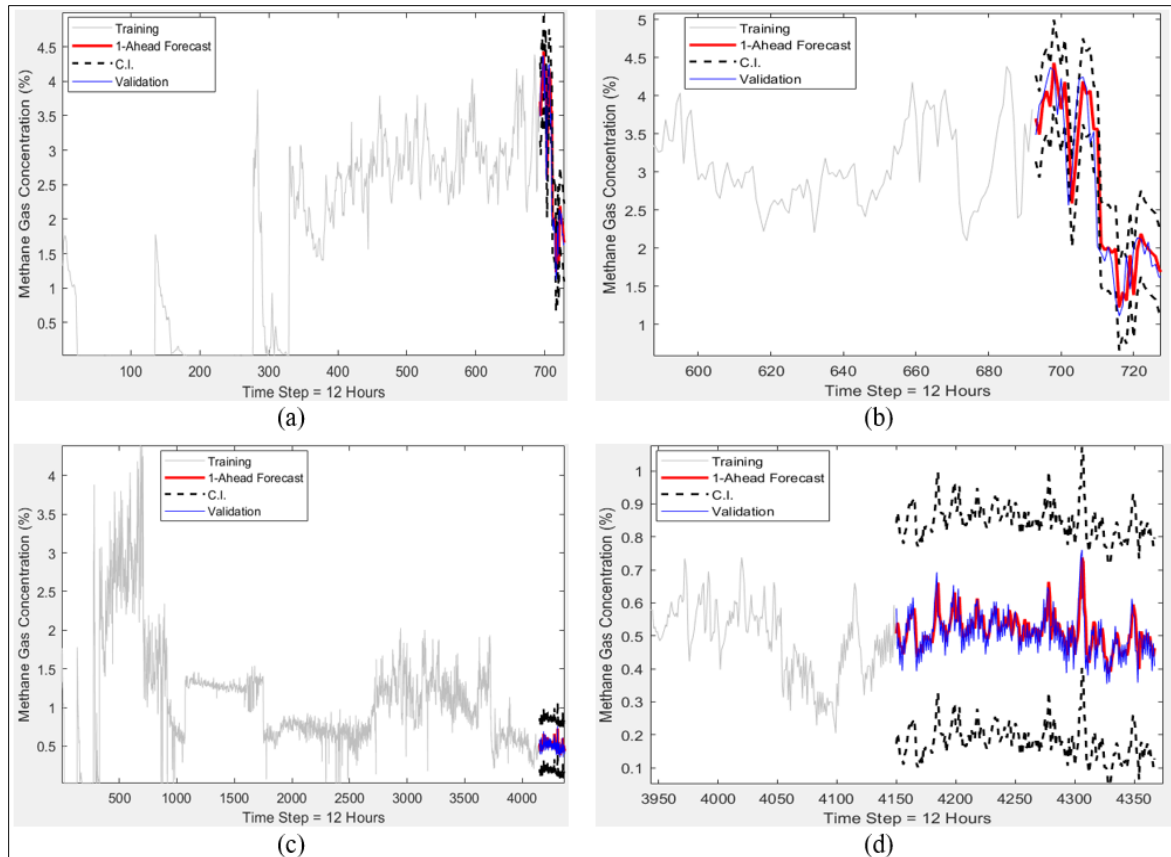 Methane Gas Concentration (%)
4.5
4
3.5
3
2.5
2
1.5
1
0.5
Training
1-Ahead Forecast
C.I.
Validation
100 200 300 400 500 600 700
Time Step = 12 Hours
(a)
Methane Gas Concentration (%)
5
4.5
4
3.5
3
2.5
2
1.5
1
Training
1-Ahead Forecast
C.I.
Validation
600 620 640 660 680 700 720
Time Step = 12 Hours
(b)
Methane Gas Concentration (%)
4
3.5
3
2.5
2
1.5
1
0.5
Training
1-Ahead Forecast
C.I.
Validation
500 1000 1500 2000 2500 3000 3500 4000
Time Step = 12 Hours
(c)
Methane Gas Concentration (%)
1
0.9
0.8
0.7
0.6
0.5
0.4
0.3
0.2
0.1
Training
1-Ahead Forecast
C.I.
Validation
3950 4000 4050 4100 4150 4200 4250 4300 4350
Time Step = 12 Hours
(d)